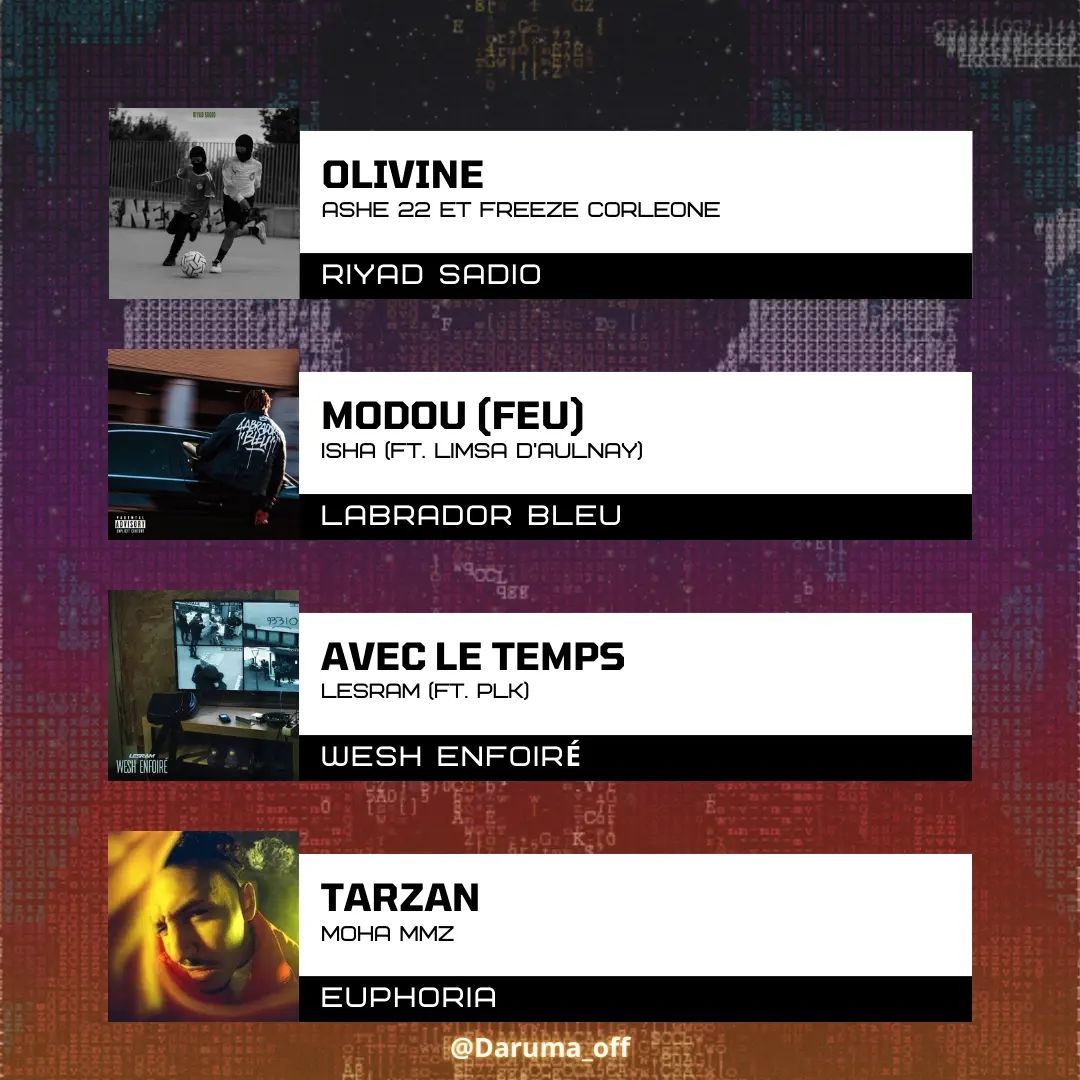 RIYAD SADIO
OLIVINE
ASHE 22 ET FREEZE CORLEONE
RIYAD SADIO
LABRADOR
BLEU
PARENTAL
ADVISORY
EXPLICIT CONTENT
MODOU (FEU)
ISHA (FT. LIMSA D'AULNAY)
LABRADOR BLEU
93310
LESRAM
WESH ENFOIRÉ
AVEC LE TEMPS
LESRAM (FT. PLK)
WESH ENFOIRÉ
TARZAN
MOHA MMZ
EUPHORIA
@Daruma_off